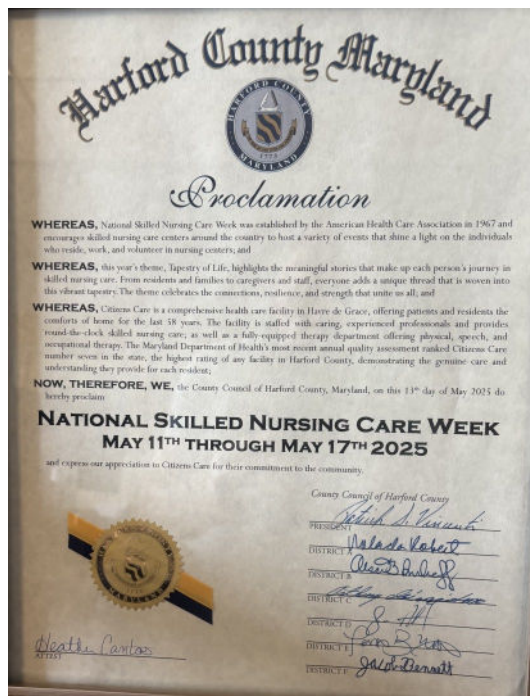 Harford County Maryland
HARFORD COUNTY
1773
MARYLAND
Proclamation
WHEREAS, National Skilled Nursing Care Week was established by the American Health Care Association in 1967 and
encourages skilled nursing care centers around the country to host a variety of events that shine a light on the individuals
who reside, work, and volunteer in nursing centers; and
WHEREAS, this year's theme, Tapestry of Life, highlights the meaningful stories that make up each person's journey in
skilled nursing care. From residents and families to caregivers and staff, everyone adds a unique thread that is woven into
this vibrant tapestry. The theme celebrates the connections, resilience, and strength that unite us all; and
WHEREAS, Citizens Care is a comprehensive health care facility in Havre de Grace, offering patients and residents the
comforts of home for the last 58 years. The facility is staffed with caring, experienced professionals and provides
round-the-clock skilled nursing care; as well as a fully-equipped therapy department offering physical, speech, and
occupational therapy. The Maryland Department of Health's most recent annual quality assessment ranked Citizens Care
number seven in the state, the highest rating of any facility in Harford County, demonstrating the genuine care and
understanding they provide for each resident;
NOW, THEREFORE, WE, the County Council of Harford County, Maryland, on this 13th day of May 2025 do
hereby proclaim
NATIONAL SKILLED NURSING CARE WEEK
MAY 11TH THROUGH MAY 17TH 2025
and express our appreciation to Citizens Care for their commitment to the community.
County Council of Harford County
Patrick S. Vincenti
PRESIDENT
DISTRICT A
DISTRICT B
DISTRICT C
DISTRICT D
DISTRICT E
Jacob Bennett
DISTRICT F
MARYLAND
Heather
ATTEST